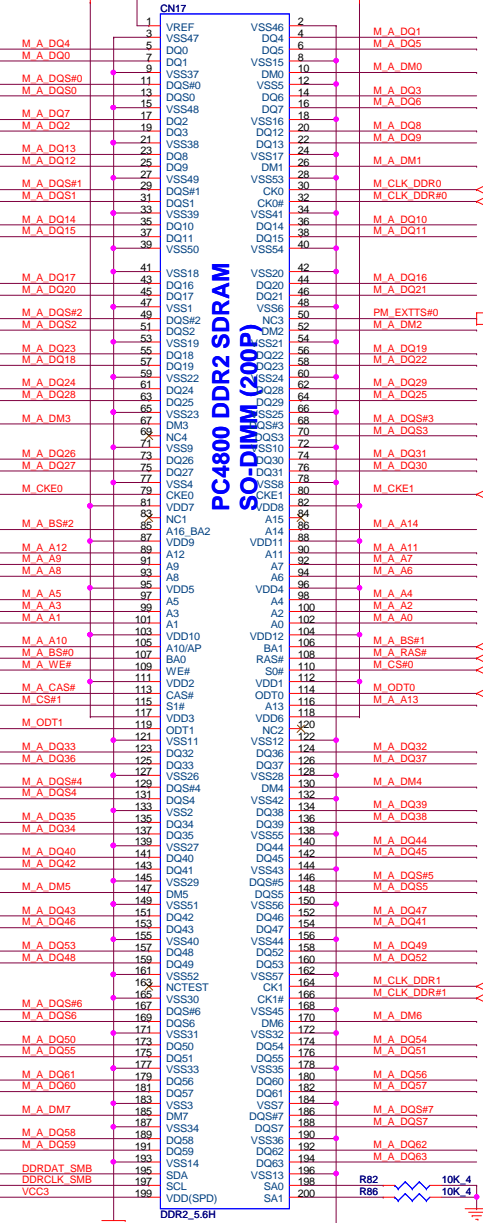 CN17
1 VREF VSS46 2
3 VSS47 DQ4 4 M_A_DQ1
M_A_DQ4 5 DQ0 DQ5 6 M_A_DQ5
M_A_DQ0 7 DQ1 VSS15 8
9 VSS37 DM0 10 M_A_DM0
M_A_DQS#0 11 DQS#0 VSS5 12
M_A_DQS0 13 DQS0 DQ6 14 M_A_DQ3
15 VSS48 DQ7 16 M_A_DQ6
M_A_DQ7 17 DQ2 VSS16 18
M_A_DQ2 19 DQ3 DQ12 20 M_A_DQ8
21 VSS38 DQ13 22 M_A_DQ9
M_A_DQ13 23 DQ8 VSS17 24
M_A_DQ12 25 DQ9 DM1 26 M_A_DM1
27 VSS49 VSS53 28
M_A_DQS#1 29 DQS#1 CK0 30 M_CLK_DDR0
M_A_DQS1 31 DQS1 CK0# 32 M_CLK_DDR#0
33 VSS39 VSS41 34
M_A_DQ14 35 DQ10 DQ14 36 M_A_DQ10
M_A_DQ15 37 DQ11 DQ15 38 M_A_DQ11
39 VSS50 VSS54 40
41 VSS18 VSS20 42
M_A_DQ17 43 DQ16 DQ20 44 M_A_DQ16
M_A_DQ20 45 DQ17 DQ21 46 M_A_DQ21
47 VSS1 VSS6 48
M_A_DQS#2 49 DQS#2 NC3 50 PM_EXTTS#0
M_A_DQS2 51 DQS2 DM2 52 M_A_DM2
53 VSS19 VSS21 54
M_A_DQ23 55 DQ18 DQ22 56 M_A_DQ19
M_A_DQ18 57 DQ19 DQ23 58 M_A_DQ22
59 VSS22 VSS24 60
M_A_DQ24 61 DQ24 DQ28 62 M_A_DQ29
M_A_DQ28 63 DQ25 DQ29 64 M_A_DQ25
65 VSS23 VSS25 66
M_A_DM3 67 DM3 DQS#3 68 M_A_DQS#3
69 NC4 DQS3 70 M_A_DQS3
71 VSS9 VSS10 72
M_A_DQ26 73 DQ26 DQ30 74 M_A_DQ31
M_A_DQ27 75 DQ27 DQ31 76 M_A_DQ30
77 VSS4 VSS8 78
M_CKE0 79 CKE0 CKE1 80 M_CKE1
81 VDD7 VDD8 82
83 NC1 A15 84
M_A_BS#2 85 A16_BA2 A14 86 M_A_A14
87 VDD9 VDD11 88
M_A_A12 89 A12 A11 90 M_A_A11
M_A_A9 91 A9 A7 92 M_A_A7
M_A_A8 93 A8 A6 94 M_A_A6
95 VDD5 VDD4 96
M_A_A5 97 A5 A4 98 M_A_A4
M_A_A3 99 A3 A2 100 M_A_A2
M_A_A1 101 A1 A0 102 M_A_A0
103 VDD10 VDD12 104
M_A_A10 105 A10/AP BA1 106 M_A_BS#1
M_A_BS#0 107 BA0 RAS# 108 M_A_RAS#
M_A_WE# 109 WE# S0# 110 M_CS#0
111 VDD2 VDD1 112
M_A_CAS# 113 CAS# ODT0 114 M_ODT0
M_CS#1 115 S1# A13 116 M_A_A13
117 VDD3 VDD6 118
M_ODT1 119 ODT1 NC2 120
121 VSS11 VSS12 122
M_A_DQ33 123 DQ32 DQ36 124 M_A_DQ32
M_A_DQ36 125 DQ33 DQ37 126 M_A_DQ37
127 VSS26 VSS28 128
M_A_DQS#4 129 DQS#4 DM4 130 M_A_DM4
M_A_DQS4 131 DQS4 VSS42 132
133 VSS2 DQ38 134 M_A_DQ39
M_A_DQ35 135 DQ34 DQ39 136 M_A_DQ38
M_A_DQ34 137 DQ35 VSS55 138
139 VSS27 DQ44 140 M_A_DQ44
M_A_DQ40 141 DQ40 DQ45 142 M_A_DQ45
M_A_DQ42 143 DQ41 VSS43 144
145 VSS29 DQS#5 146 M_A_DQS#5
M_A_DM5 147 DM5 DQS5 148 M_A_DQS5
149 VSS51 VSS56 150
M_A_DQ43 151 DQ42 DQ46 152 M_A_DQ47
M_A_DQ46 153 DQ43 DQ47 154 M_A_DQ41
155 VSS40 VSS44 156
M_A_DQ53 157 DQ48 DQ52 158 M_A_DQ49
M_A_DQ48 159 DQ49 DQ53 160 M_A_DQ52
161 VSS52 VSS57 162
163 NCTEST CK1 164 M_CLK_DDR1
165 VSS30 CK1# 166 M_CLK_DDR#1
M_A_DQS#6 167 DQS#6 VSS45 168
M_A_DQS6 169 DQS6 DM6 170 M_A_DM6
171 VSS31 VSS32 172
M_A_DQ50 173 DQ50 DQ54 174 M_A_DQ54
M_A_DQ55 175 DQ51 DQ55 176 M_A_DQ51
177 VSS33 VSS35 178
M_A_DQ61 179 DQ56 DQ60 180 M_A_DQ56
M_A_DQ60 181 DQ57 DQ61 182 M_A_DQ57
183 VSS3 VSS7 184
M_A_DM7 185 DM7 DQS#7 186 M_A_DQS#7
187 VSS34 DQS7 188 M_A_DQS7
M_A_DQ58 189 DQ58 VSS36 190
M_A_DQ59 191 DQ59 DQ62 192 M_A_DQ62
193 VSS14 DQ63 194 M_A_DQ63
DDRDAT_SMB 195 SDA VSS13 196
DDRCLK_SMB 197 SCL SA0 198 R82 10K_4
VCC3 199 VDD(SPD) SA1 200 R86 10K_4
DDR2_5.6H
PC4800 DDR2 SDRAM
SO-DIMM (200P)